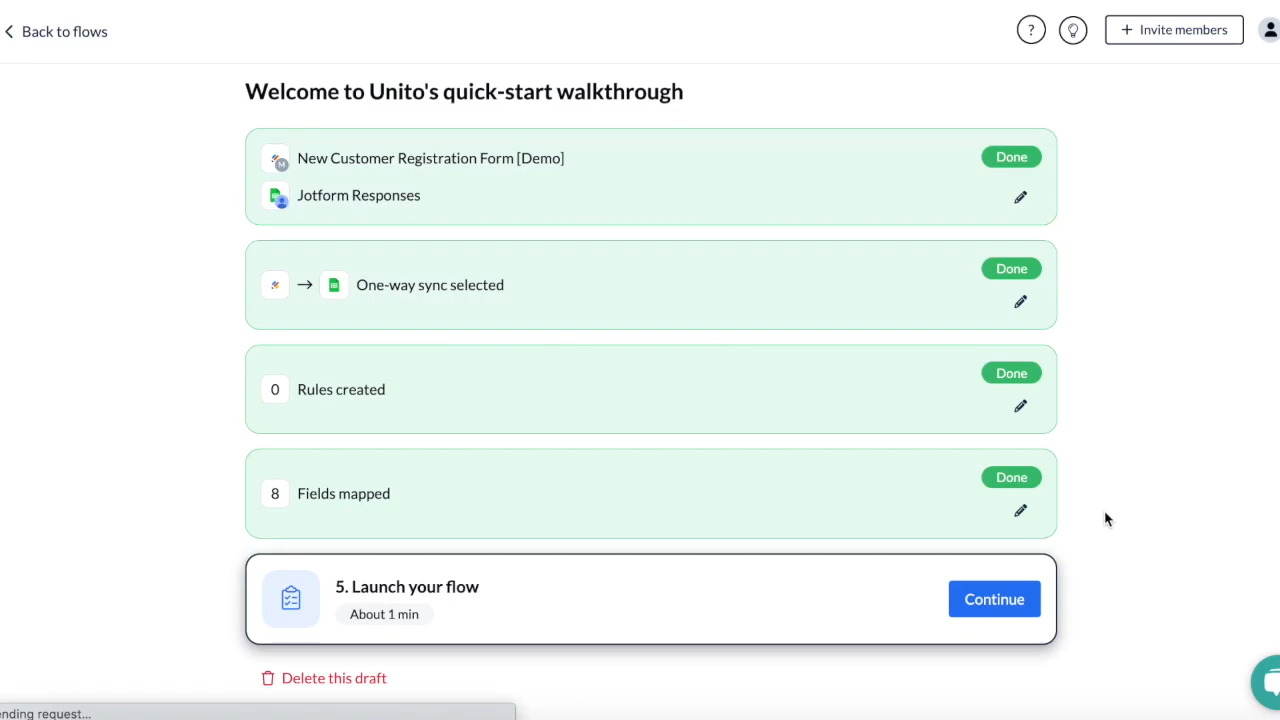 Back to flows
?
+ Invite members
Welcome to Unito's quick-start walkthrough
New Customer Registration Form [Demo]
Done
M
Jotform Responses
Done
One-way sync selected
Done
0 Rules created
Done
8 Fields mapped
5. Launch your flow
About 1 min
Continue
Delete this draft
ending request...